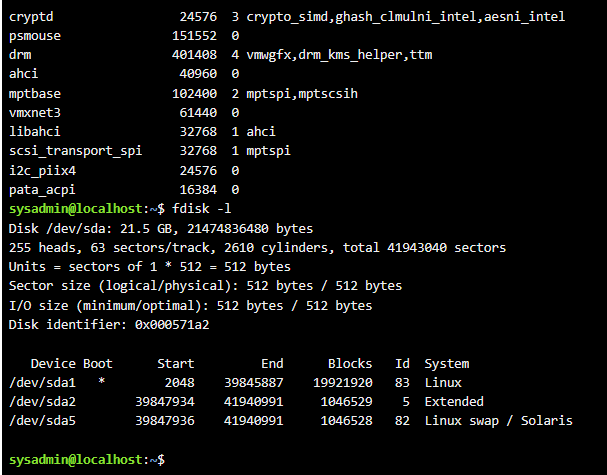 cryptd                 24576  3 crypto_simd,ghash_clmulni_intel,aesni_intel
psmouse               151552  0
drm                   401408  4 vmwgfx,drm_kms_helper,ttm
ahci                   40960  0
mptbase               102400  2 mptspi,mptscsih
vmxnet3                61440  0
libahci                32768  1 ahci
scsi_transport_spi     32768  1 mptspi
i2c_piix4              24576  0
pata_acpi              16384  0
sysadmin@localhost:~$ fdisk -l
Disk /dev/sda: 21.5 GB, 21474836480 bytes
255 heads, 63 sectors/track, 2610 cylinders, total 41943040 sectors
Units = sectors of 1 * 512 = 512 bytes
Sector size (logical/physical): 512 bytes / 512 bytes
I/O size (minimum/optimal): 512 bytes / 512 bytes
Disk identifier: 0x000571a2

   Device Boot      Start         End      Blocks   Id  System
/dev/sda1   *        2048    39845887    19921920   83  Linux
/dev/sda2        39847934    41940991     1046529    5  Extended
/dev/sda5        39847936    41940991     1046528   82  Linux swap / Solaris

sysadmin@localhost:~$